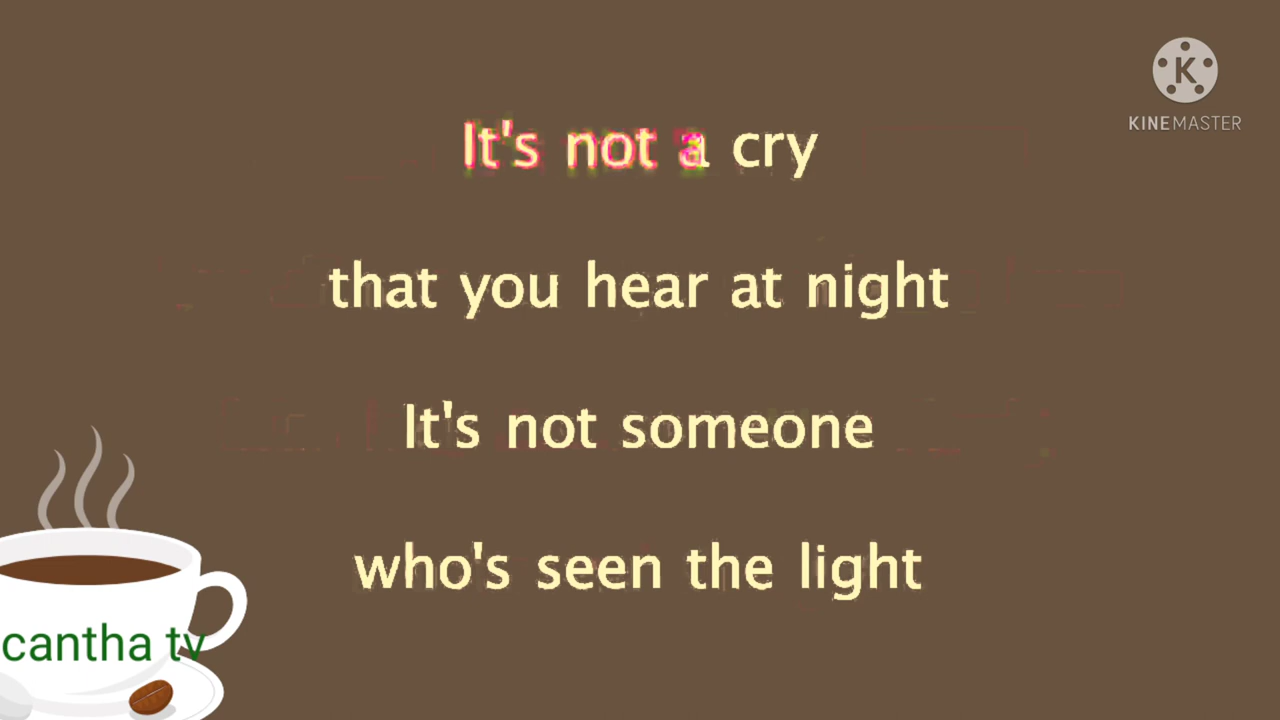 KINEMASTER
It's not a cry
that you hear at night
It's not someone
who's seen the light
cantha tv